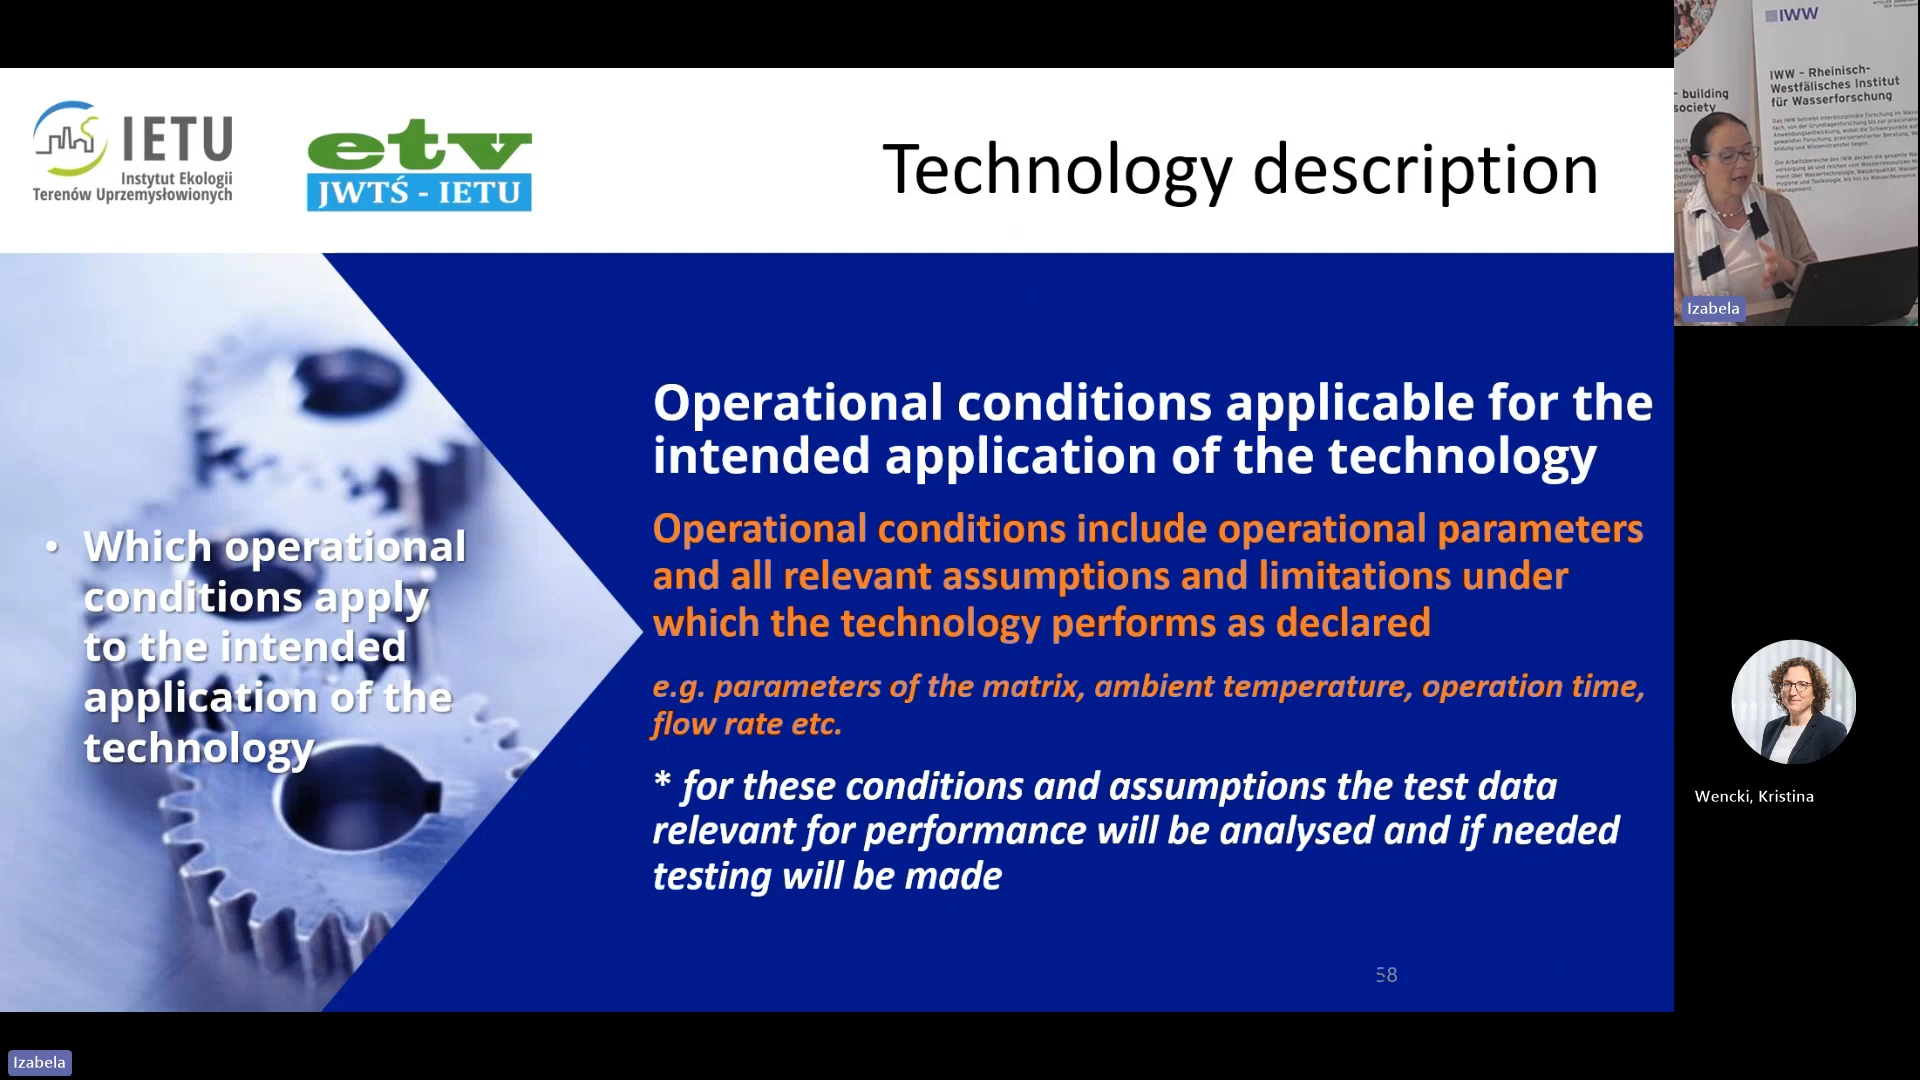 IETU
Instytut Ekologii
Terenów Uprzemysłowionych
etv
JWTŚ - IETU
Technology description
• Which operational
conditions apply
to the intended
application of the
technology
Operational conditions applicable for the
intended application of the technology
Operational conditions include operational parameters
and all relevant assumptions and limitations under
which the technology performs as declared
e.g. parameters of the matrix, ambient temperature, operation time,
flow rate etc.
* for these conditions and assumptions the test data
relevant for performance will be analysed and if needed
testing will be made
58
IWW
- building
society
IWW - Rheinisch-
Westfälisches Institut
für Wasserforschung
Izabela
Wencki, Kristina
Izabela